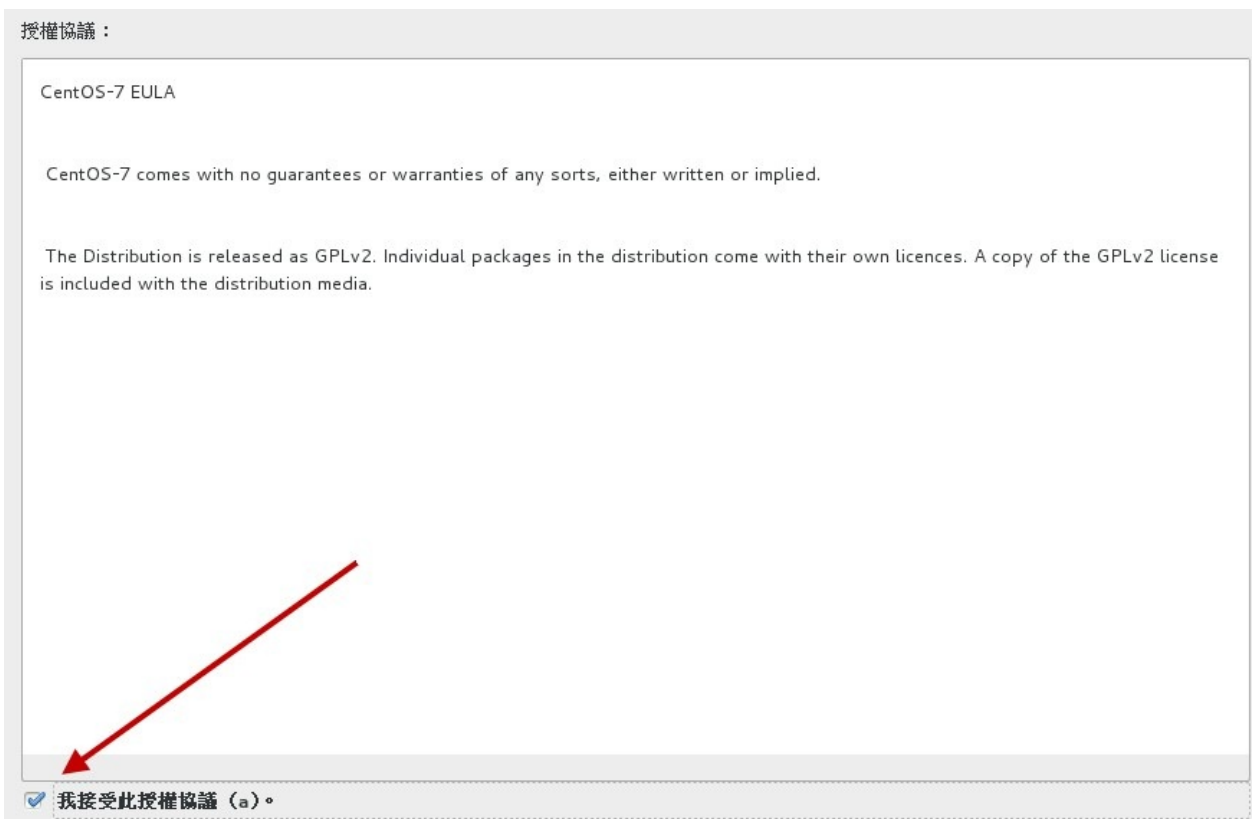 授權協議：
CentOS-7 EULA
CentOS-7 comes with no guarantees or warranties of any sorts, either written or implied.
The Distribution is released as GPLv2. Individual packages in the distribution come with their own licences. A copy of the GPLv2 license
is included with the distribution media.
我接受此授權協議（a）。